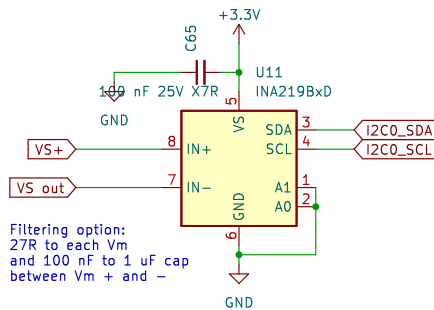 +3.3V
C65
100 nF 25V X7R
GND
U11
INA219BxD
5
VS
SDA 3 I2C0_SDA
SCL 4 I2C0_SCL
VS+ 8 IN+
VS out 7 IN-
A1 1
A0 2
GND
6
GND
Filtering option:
27R to each Vm
and 100 nF to 1 uF cap
between Vm + and -